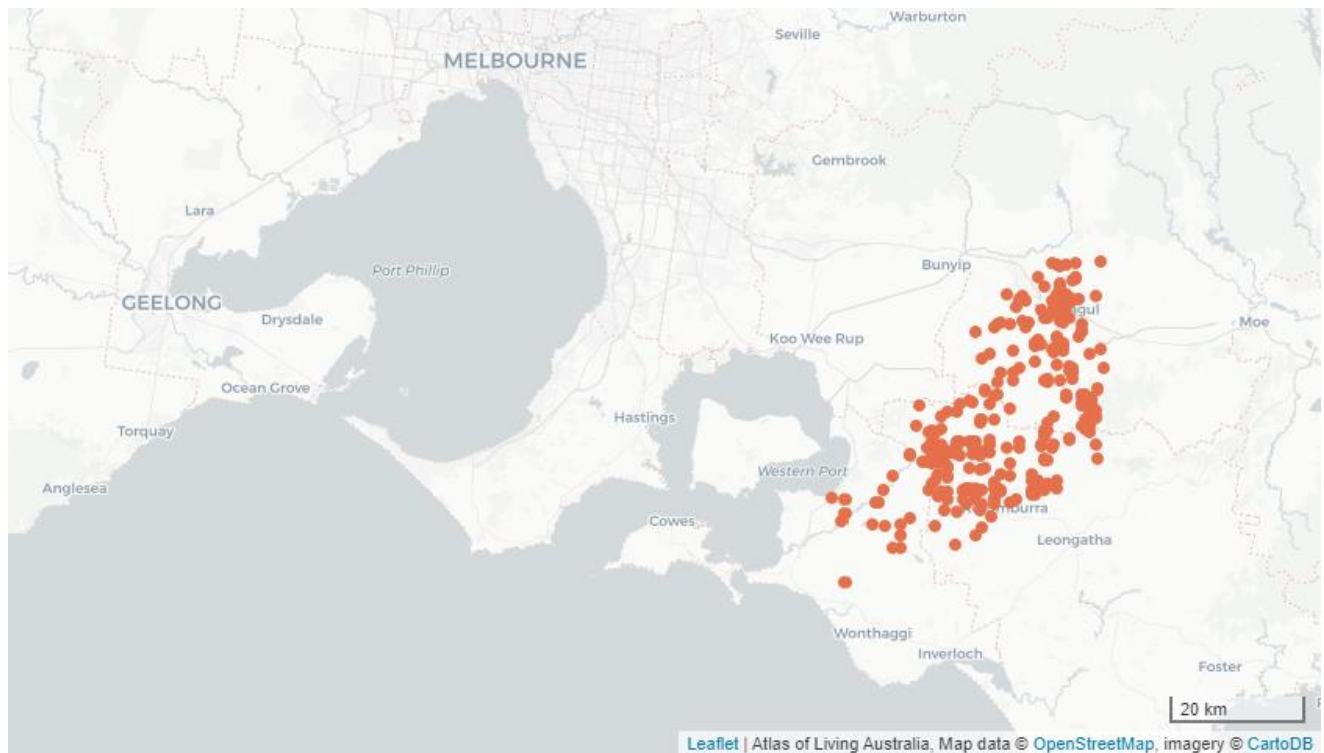 Warburton
Seville
MELBOURNE
Gembrook
Lara
Bunyip
Port Phillip
GEELONG
Drysdale
Moe
Koo Wee Rup
Ocean Grove
Hastings
Torquay
Western Port
Anglesea
Cowes
Leongatha
Wonthaggi
Inverloch
Foster
20 km
Leaflet | Atlas of Living Australia, Map data © OpenStreetMap, imagery © CartoDB